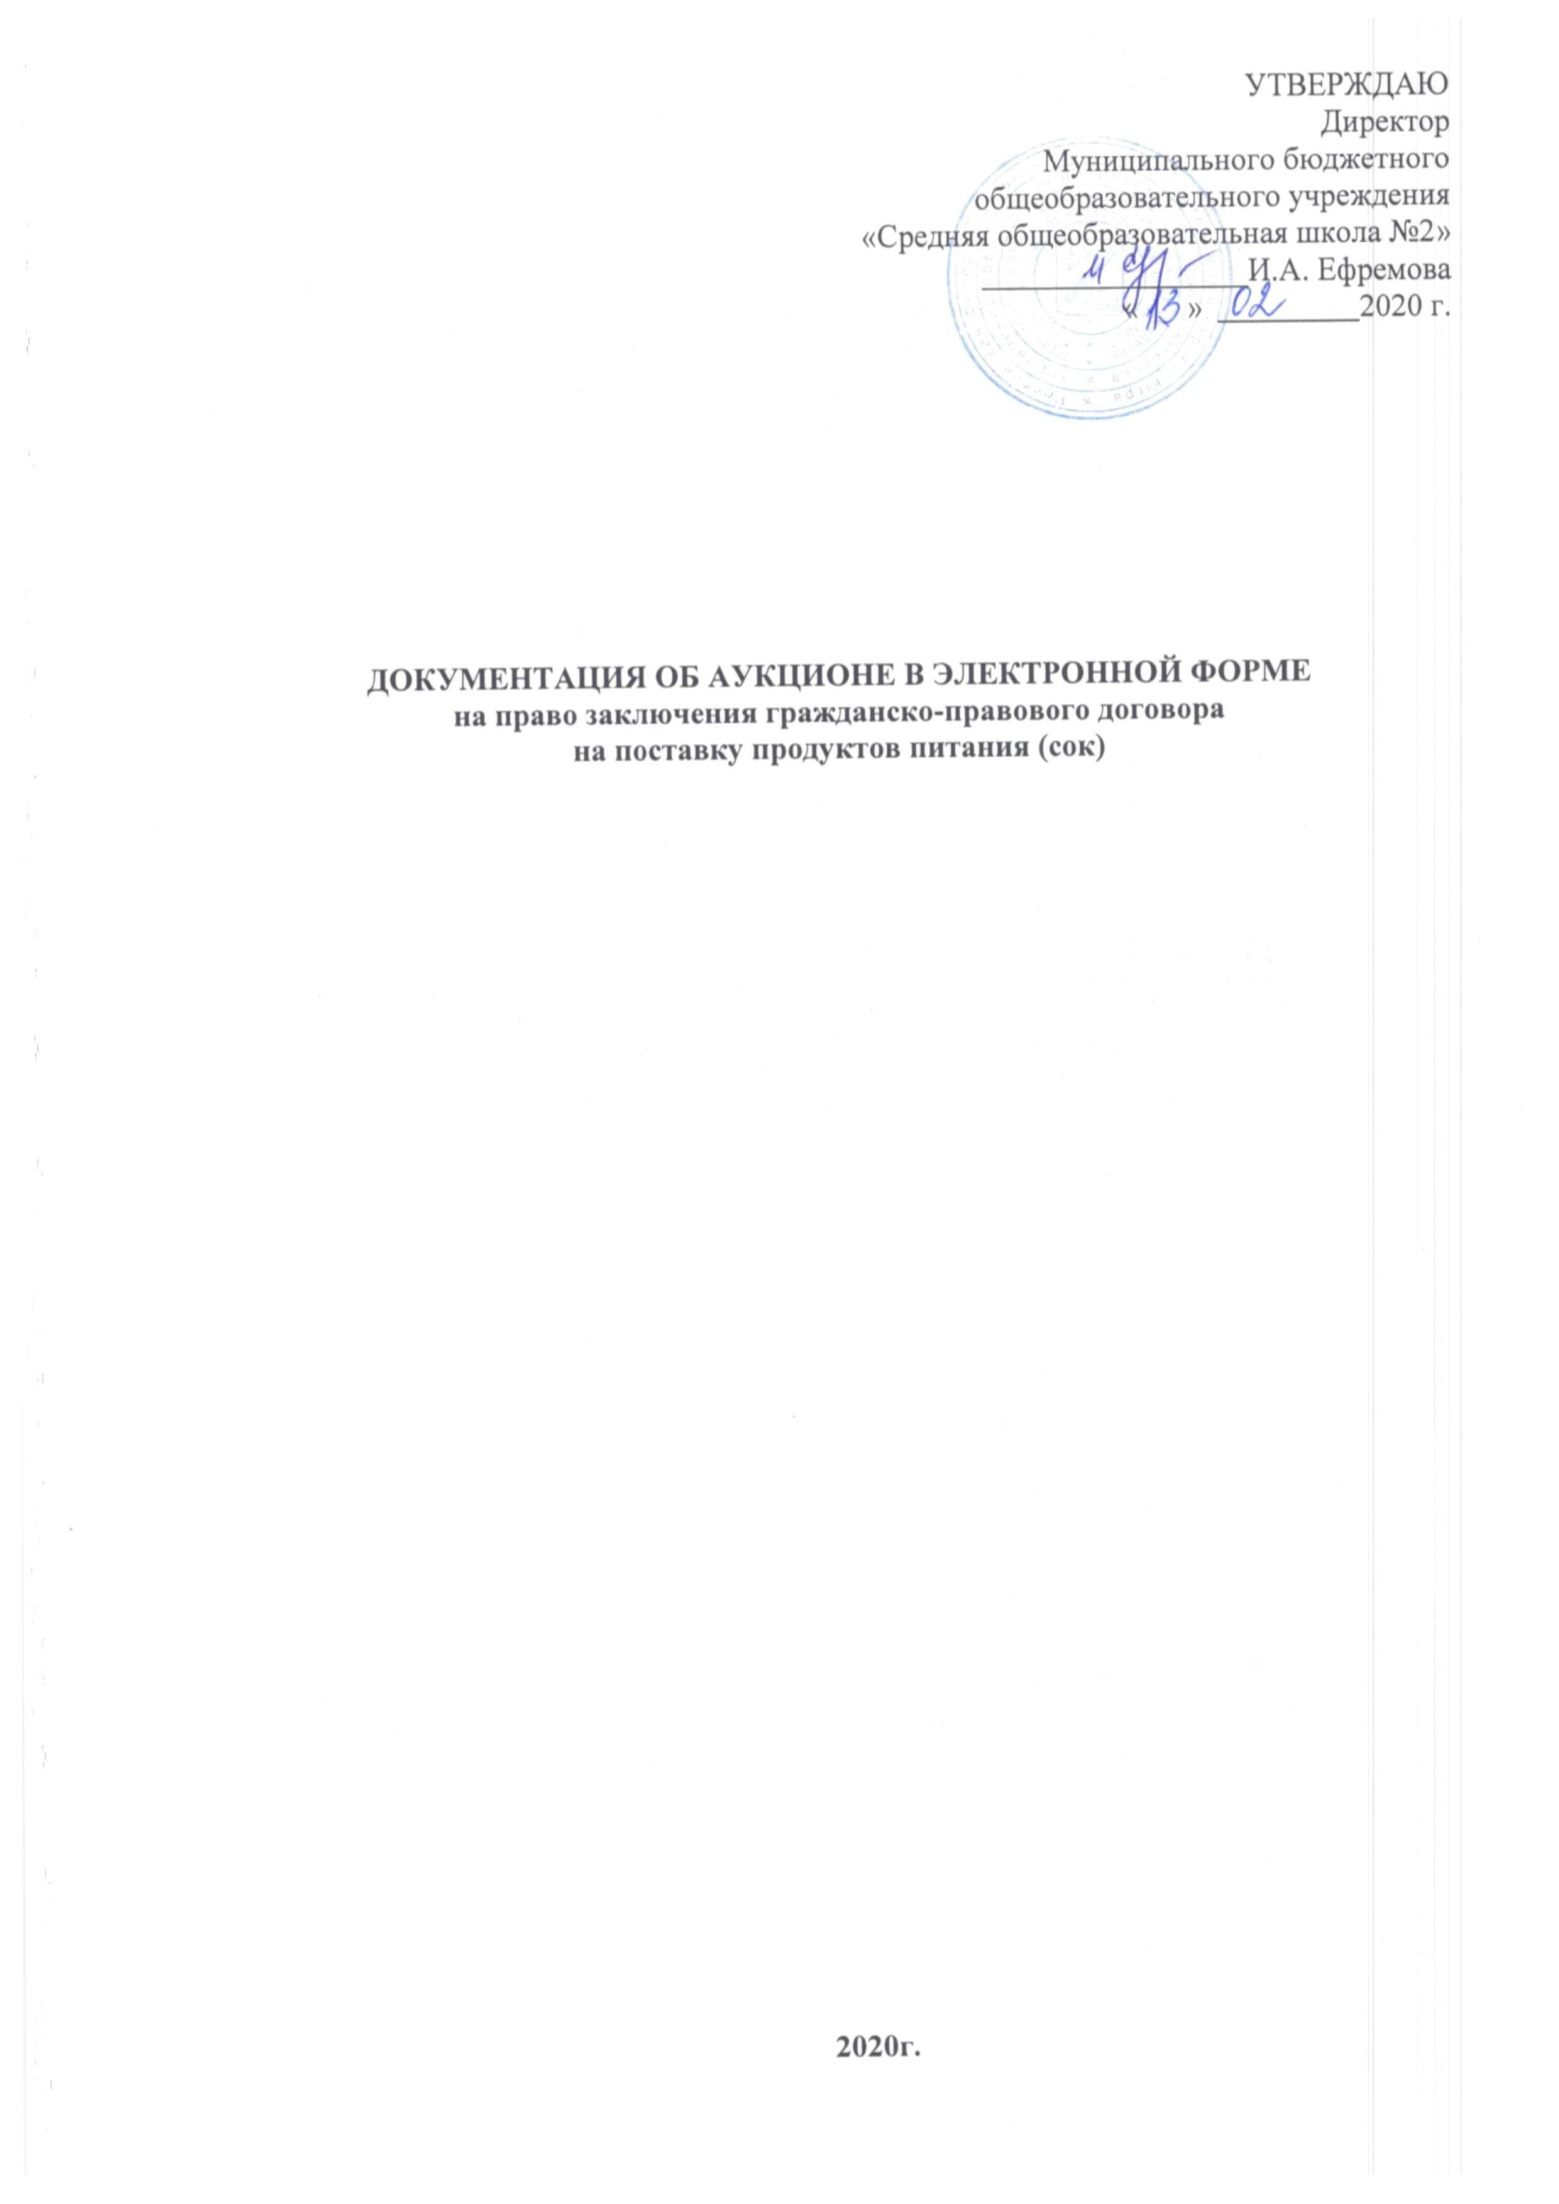 УТВЕРЖДАЮ
Директор
Муниципального бюджетного
общеобразовательного учреждения
«Средняя общеобразовательная школа №2»
И.А. Ефремова
«13» 02 2020 г.
ДОКУМЕНТАЦИЯ ОБ АУКЦИОНЕ В ЭЛЕКТРОННОЙ ФОРМЕ
на право заключения гражданско-правового договора
на поставку продуктов питания (сок)
2020г.